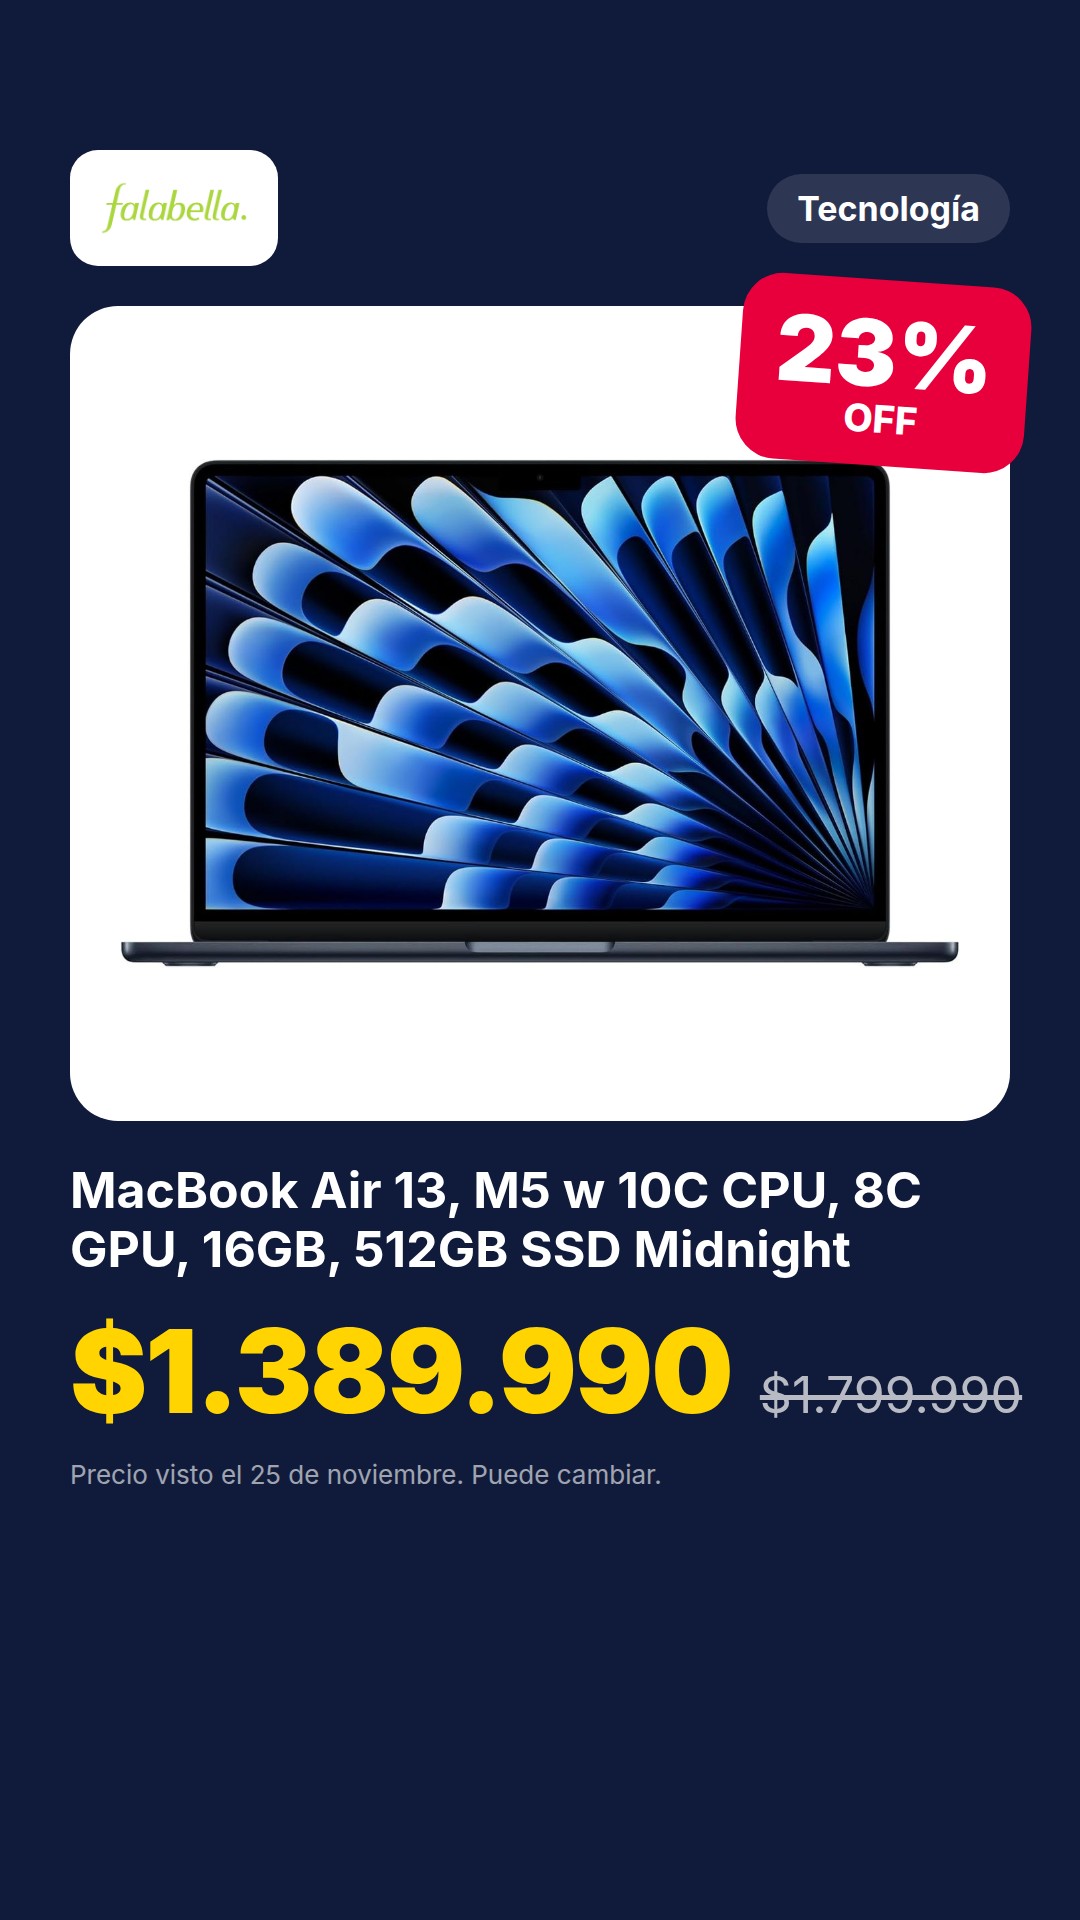 falabella.
Tecnología
23%
OFF
MacBook Air 13, M5 w 10C CPU, 8C
GPU, 16GB, 512GB SSD Midnight
$1.389.990 $1.799.990
Precio visto el 25 de noviembre. Puede cambiar.